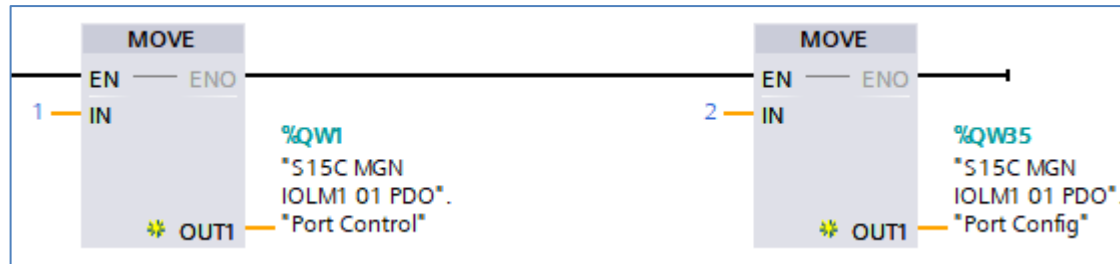 MOVE
EN ENO
1 IN
%QW1
"S15C MGN
IOLM1 01 PDO".
"Port Control"
OUT1
MOVE
EN ENO
2 IN
%QW35
"S15C MGN
IOLM1 01 PDO".
"Port Config"
OUT1